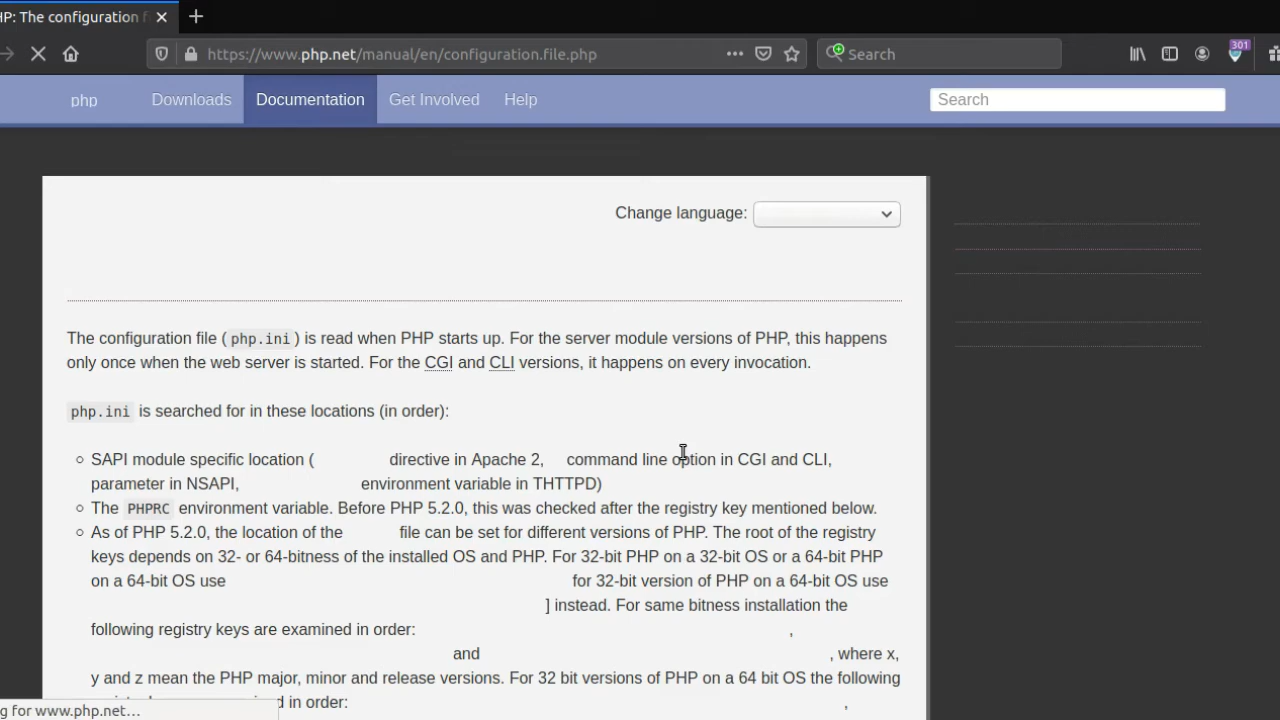 HP: The configuration f
https://www.php.net/manual/en/configuration.file.php
Search
301
php
Downloads
Documentation
Get Involved
Help
Search
Change language:
The configuration file ( php.ini ) is read when PHP starts up. For the server module versions of PHP, this happens
only once when the web server is started. For the CGI and CLI versions, it happens on every invocation.
php.ini is searched for in these locations (in order):
SAPI module specific location ( directive in Apache 2, command line option in CGI and CLI,
parameter in NSAPI, environment variable in THTTPD)
The PHPRC environment variable. Before PHP 5.2.0, this was checked after the registry key mentioned below.
As of PHP 5.2.0, the location of the file can be set for different versions of PHP. The root of the registry
keys depends on 32- or 64-bitness of the installed OS and PHP. For 32-bit PHP on a 32-bit OS or a 64-bit PHP
on a 64-bit OS use for 32-bit version of PHP on a 64-bit OS use
] instead. For same bitness installation the
following registry keys are examined in order: ,
and , where x,
y and z mean the PHP major, minor and release versions. For 32 bit versions of PHP on a 64 bit OS the following
in order: ,
g for www.php.net…